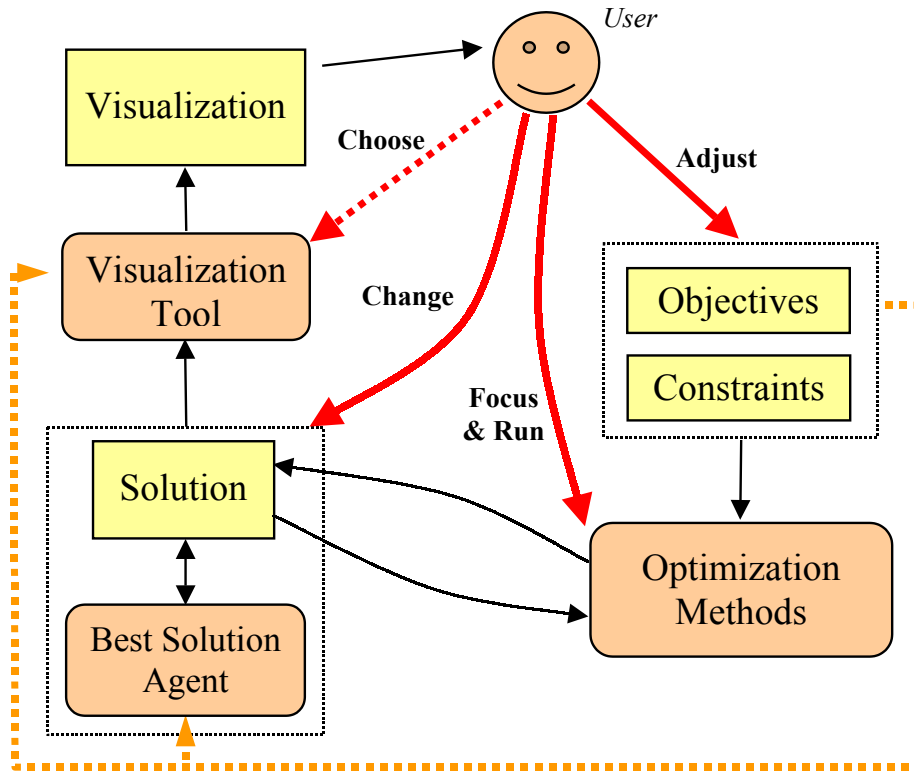 User
Visualization
Choose
Adjust
Visualization
Tool
Change
Objectives
Constraints
Focus
& Run
Solution
Optimization
Methods
Best Solution
Agent